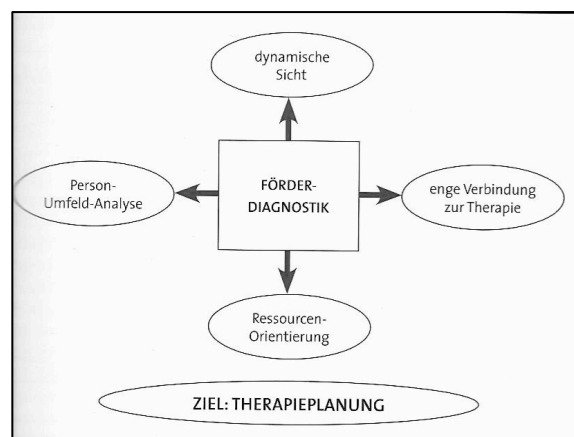 dynamische
Sicht
Person-
Umfeld-Analyse
FÖRDER-
DIAGNOSTIK
enge Verbindung
zur Therapie
Ressourcen-
Orientierung
ZIEL: THERAPIEPLANUNG